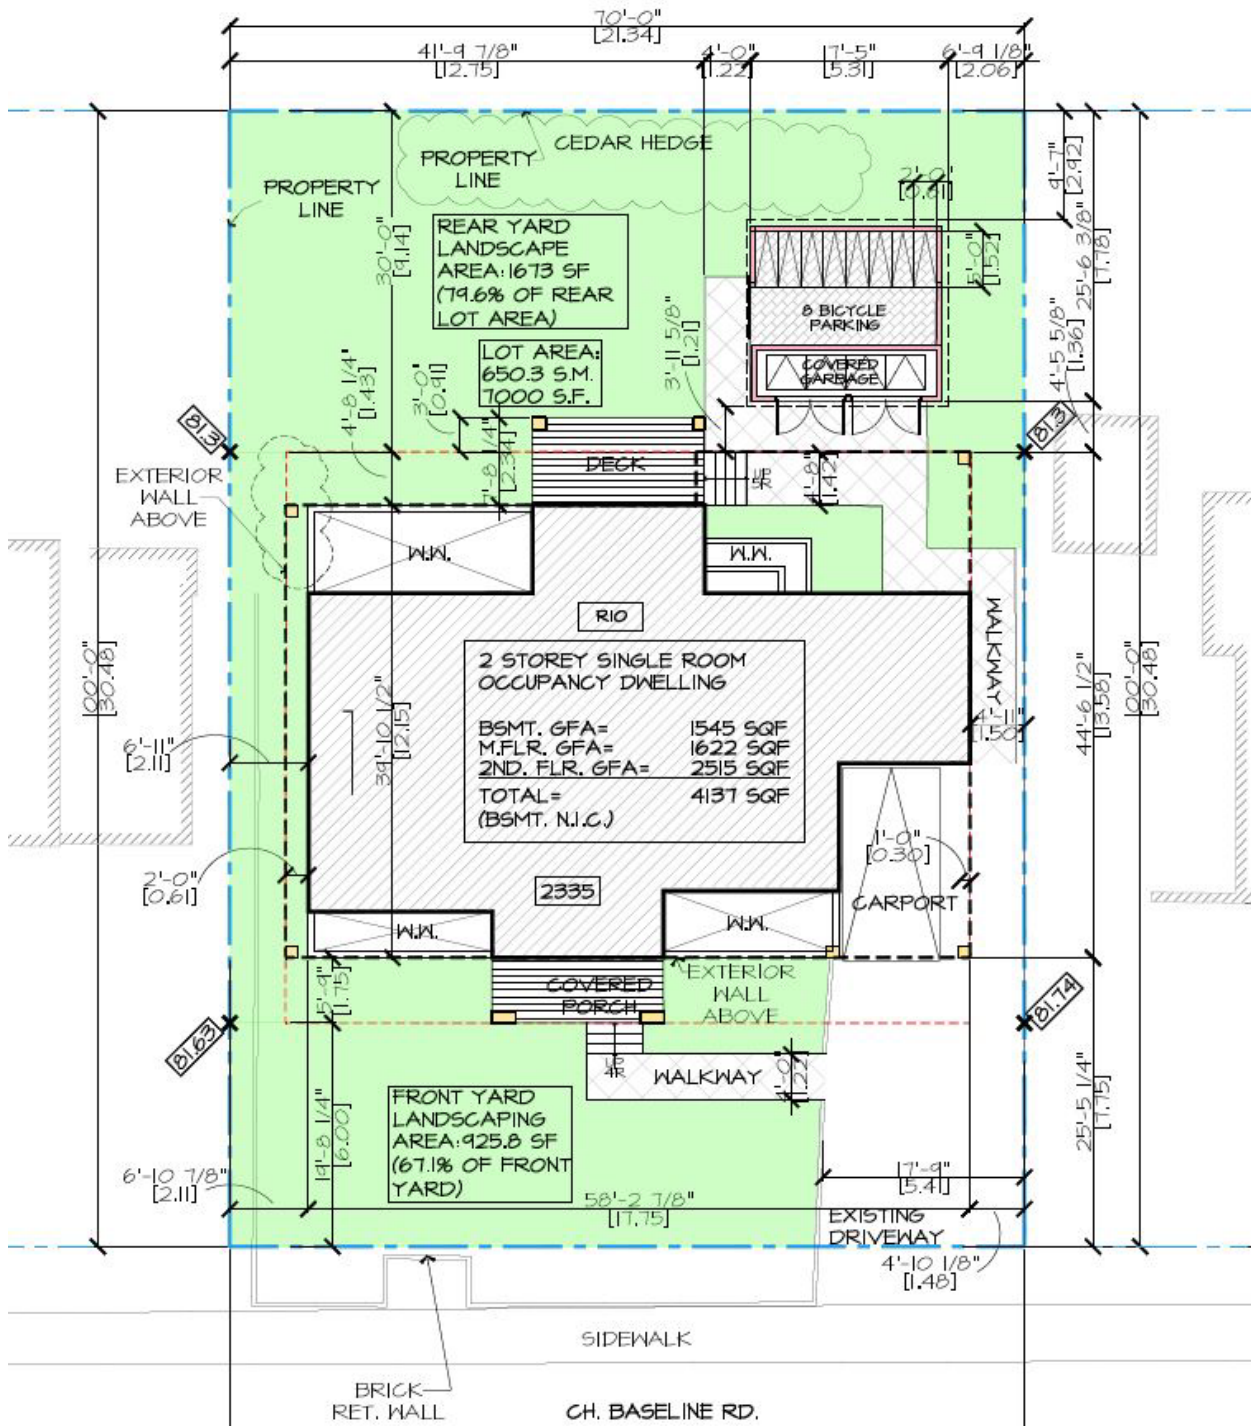 70'-0"
[21.34]
41'-9 7/8"
[12.75]
4'-0"
[1.22]
17'-5"
[5.31]
6'-9 1/8"
[2.06]
CEDAR HEDGE
PROPERTY
LINE
PROPERTY
LINE
4'-7"
[2.92]
2'-0"
[0.61]
30'-0"
[9.14]
REAR YARD
LANDSCAPE
AREA:1673 SF
(79.6% OF REAR
LOT AREA)
5'-0"
[1.52]
25'-6 3/8"
[7.78]
8 BICYCLE
PARKING
LOT AREA:
650.3 S.M.
7000 S.F.
3'-11 5/8"
[1.21]
COVERED
GARBAGE
4'-5 5/8"
[1.36]
4'-8 1/4"
[1.43]
3'-0"
[0.91]
81.3
81.3
7'-8 1/4"
[2.34]
DECK
UP
5R
4'-8"
[1.42]
EXTERIOR
WALL
ABOVE
W.W.
W.W.
R10
WALKWAY
2 STOREY SINGLE ROOM
OCCUPANCY DWELLING
BSMT. GFA= 1545 SQF
M.FLR. GFA= 1622 SQF
2ND. FLR. GFA= 2515 SQF
TOTAL= 4137 SQF
(BSMT. N.I.C.)
00'-0"
[30.48]
39'-10 1/2"
[12.15]
4'-11"
[1.50]
44'-6 1/2"
[13.58]
00'-0"
[30.48]
6'-11"
[2.11]
2'-0"
[0.61]
1'-0"
[0.30]
2335
CARPORT
W.W.
W.W.
5'-9"
[1.75]
COVERED
PORCH
EXTERIOR
WALL
ABOVE
81.63
81.74
UP
4R
WALKWAY
4'-0"
[1.22]
FRONT YARD
LANDSCAPING
AREA:925.8 SF
(67.1% OF FRONT
YARD)
19'-8 1/4"
[6.00]
25'-5 1/4"
[7.75]
6'-10 7/8"
[2.11]
17'-9"
[5.41]
58'-2 7/8"
[17.75]
EXISTING
DRIVEWAY
4'-10 1/8"
[1.48]
SIDEWALK
BRICK
RET. WALL
CH. BASELINE RD.